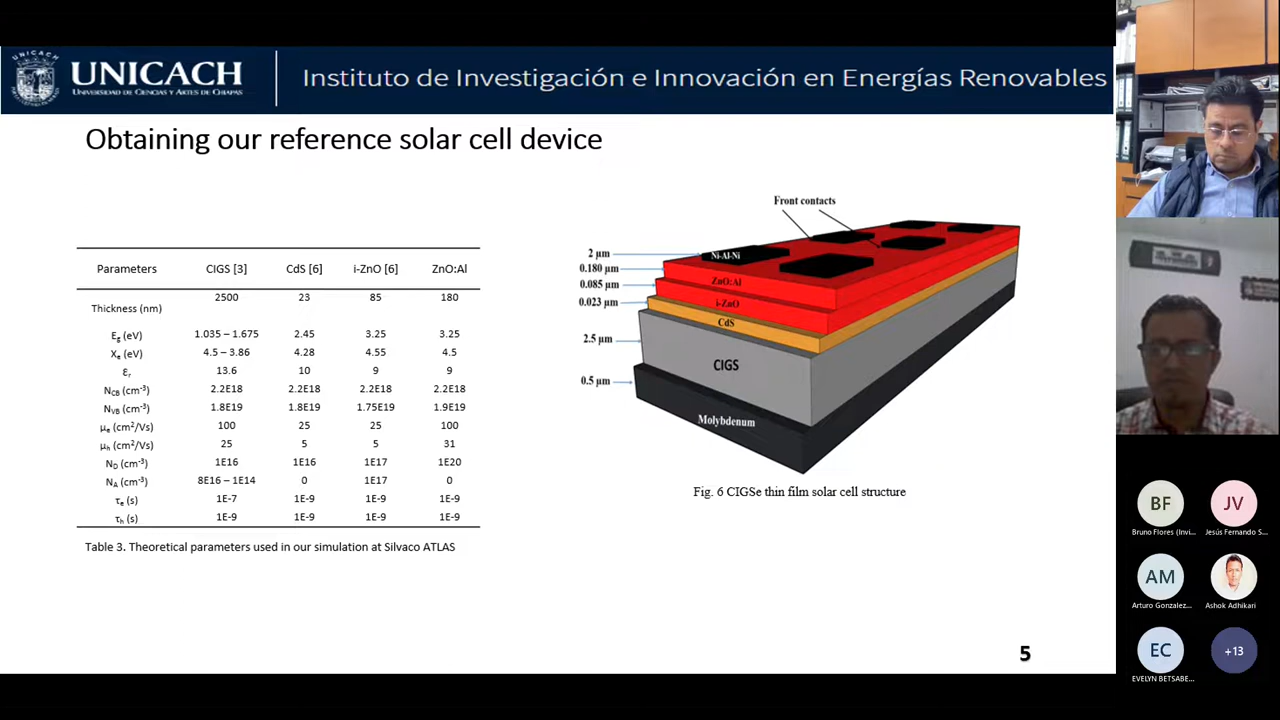 UNICACH
UNICACH
Universidad de Ciencias y Artes de Chiapas
Instituto de Investigación e Innovación en Energías Renovables
Obtaining our reference solar cell device
Parameters CIGS [3] CdS [6] i-ZnO [6] ZnO:Al
Thickness (nm) 2500 23 85 180
Eg (eV) 1.035 – 1.675 2.45 3.25 3.25
Xe (eV) 4.5 – 3.86 4.28 4.55 4.5
εr 13.6 10 9 9
NCB (cm-3) 2.2E18 2.2E18 2.2E18 2.2E18
NVB (cm-3) 1.8E19 1.8E19 1.75E19 1.9E19
μe (cm2/Vs) 100 25 25 100
μh (cm2/Vs) 25 5 5 31
ND (cm-3) 1E16 1E16 1E17 1E20
NA (cm-3) 8E16 – 1E14 0 1E17 0
τe (s) 1E-7 1E-9 1E-9 1E-9
τh (s) 1E-9 1E-9 1E-9 1E-9
Table 3. Theoretical parameters used in our simulation at Silvaco ATLAS
Front contacts
2 μm Ni-Al-Ni
0.180 μm ZnO:Al
0.085 μm i-ZnO
0.023 μm CdS
2.5 μm CIGS
0.5 μm Molybdenum
Fig. 6 CIGSe thin film solar cell structure
5
BF JV
Bruno Flores (Invi... Jesús Fernando S...
AM
Arturo Gonzalez... Ashok Adhikari
EC +13
EVELYN BETSABE...